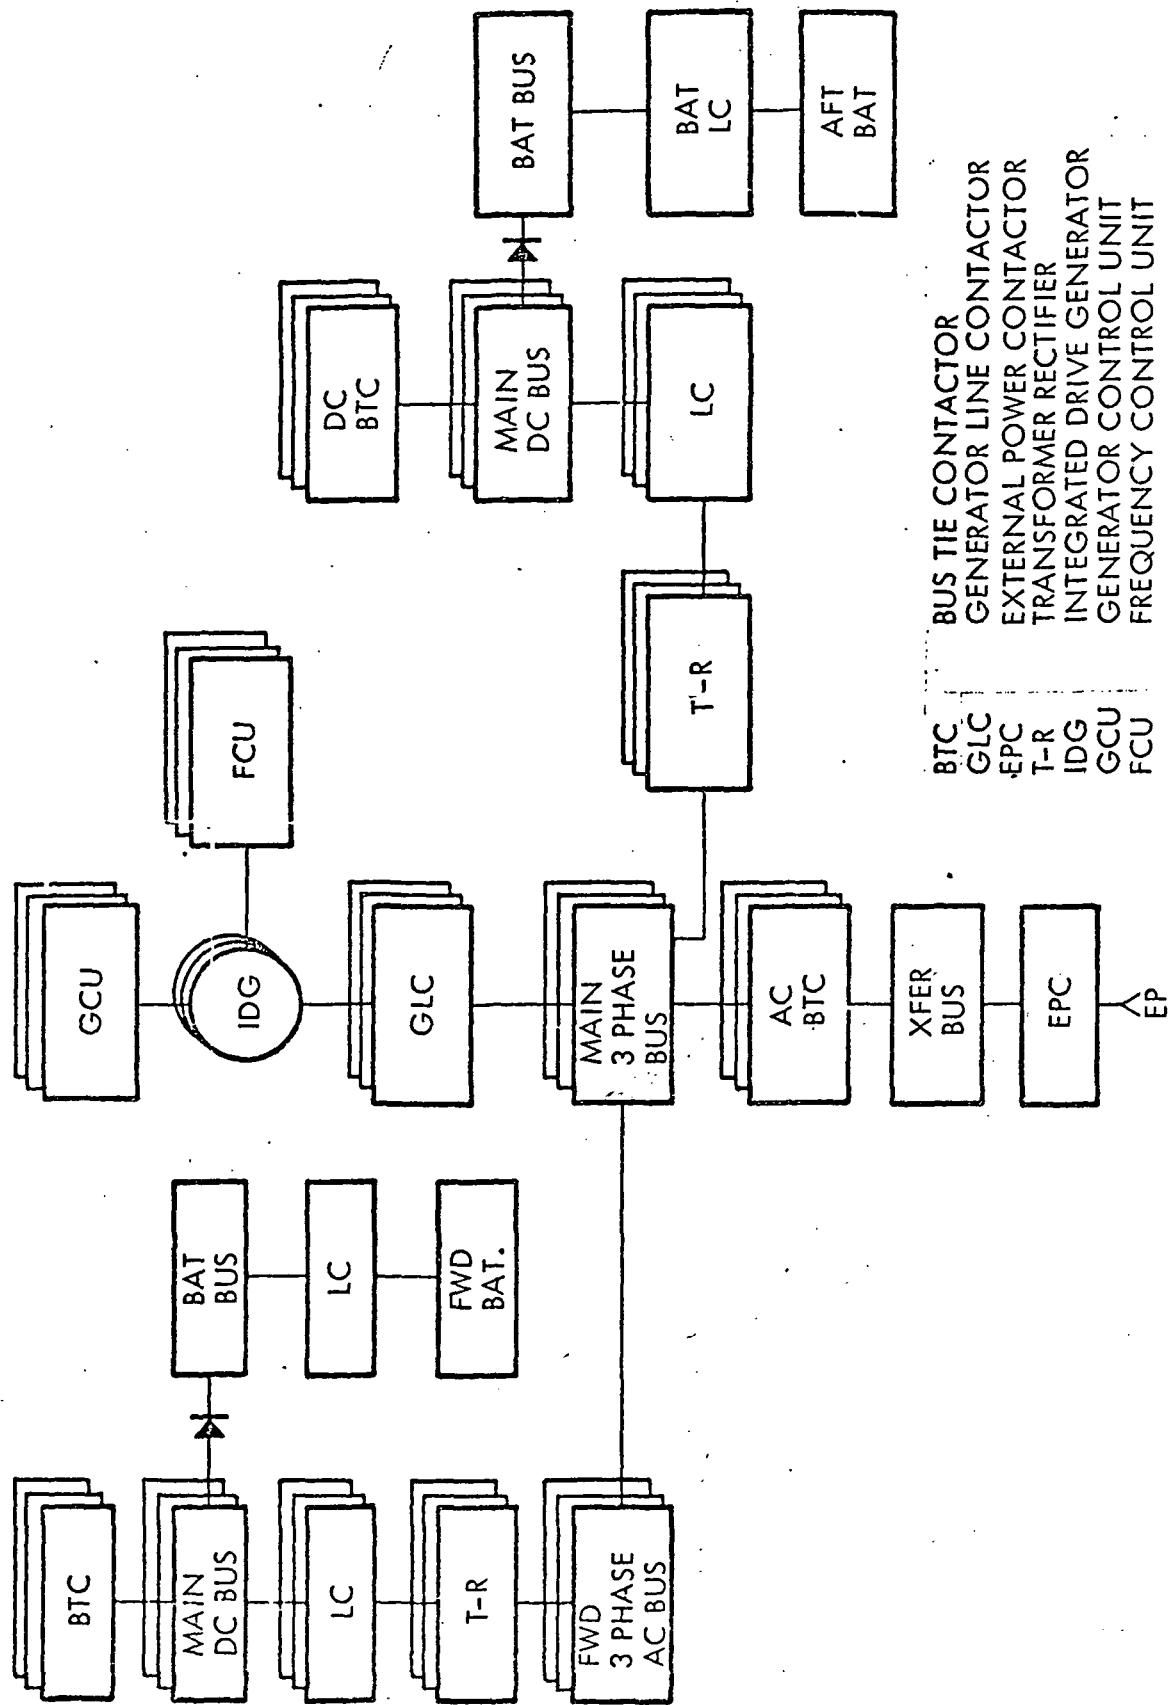 BTC
MAIN
DC BUS
LC
T-R
FWD
3 PHASE
AC BUS
BAT
BUS
LC
FWD
BAT.
GCU
IDG
FCU
GLC
MAIN
3 PHASE
BUS
AC
BTC
XFER
BUS
EPC
EP
T-R
DC
BTC
MAIN
DC BUS
LC
BAT BUS
BAT
LC
AFT
BAT
BTC BUS TIE CONTACTOR
GLC GENERATOR LINE CONTACTOR
EPC EXTERNAL POWER CONTACTOR
T-R TRANSFORMER RECTIFIER
IDG INTEGRATED DRIVE GENERATOR
GCU GENERATOR CONTROL UNIT
FCU FREQUENCY CONTROL UNIT